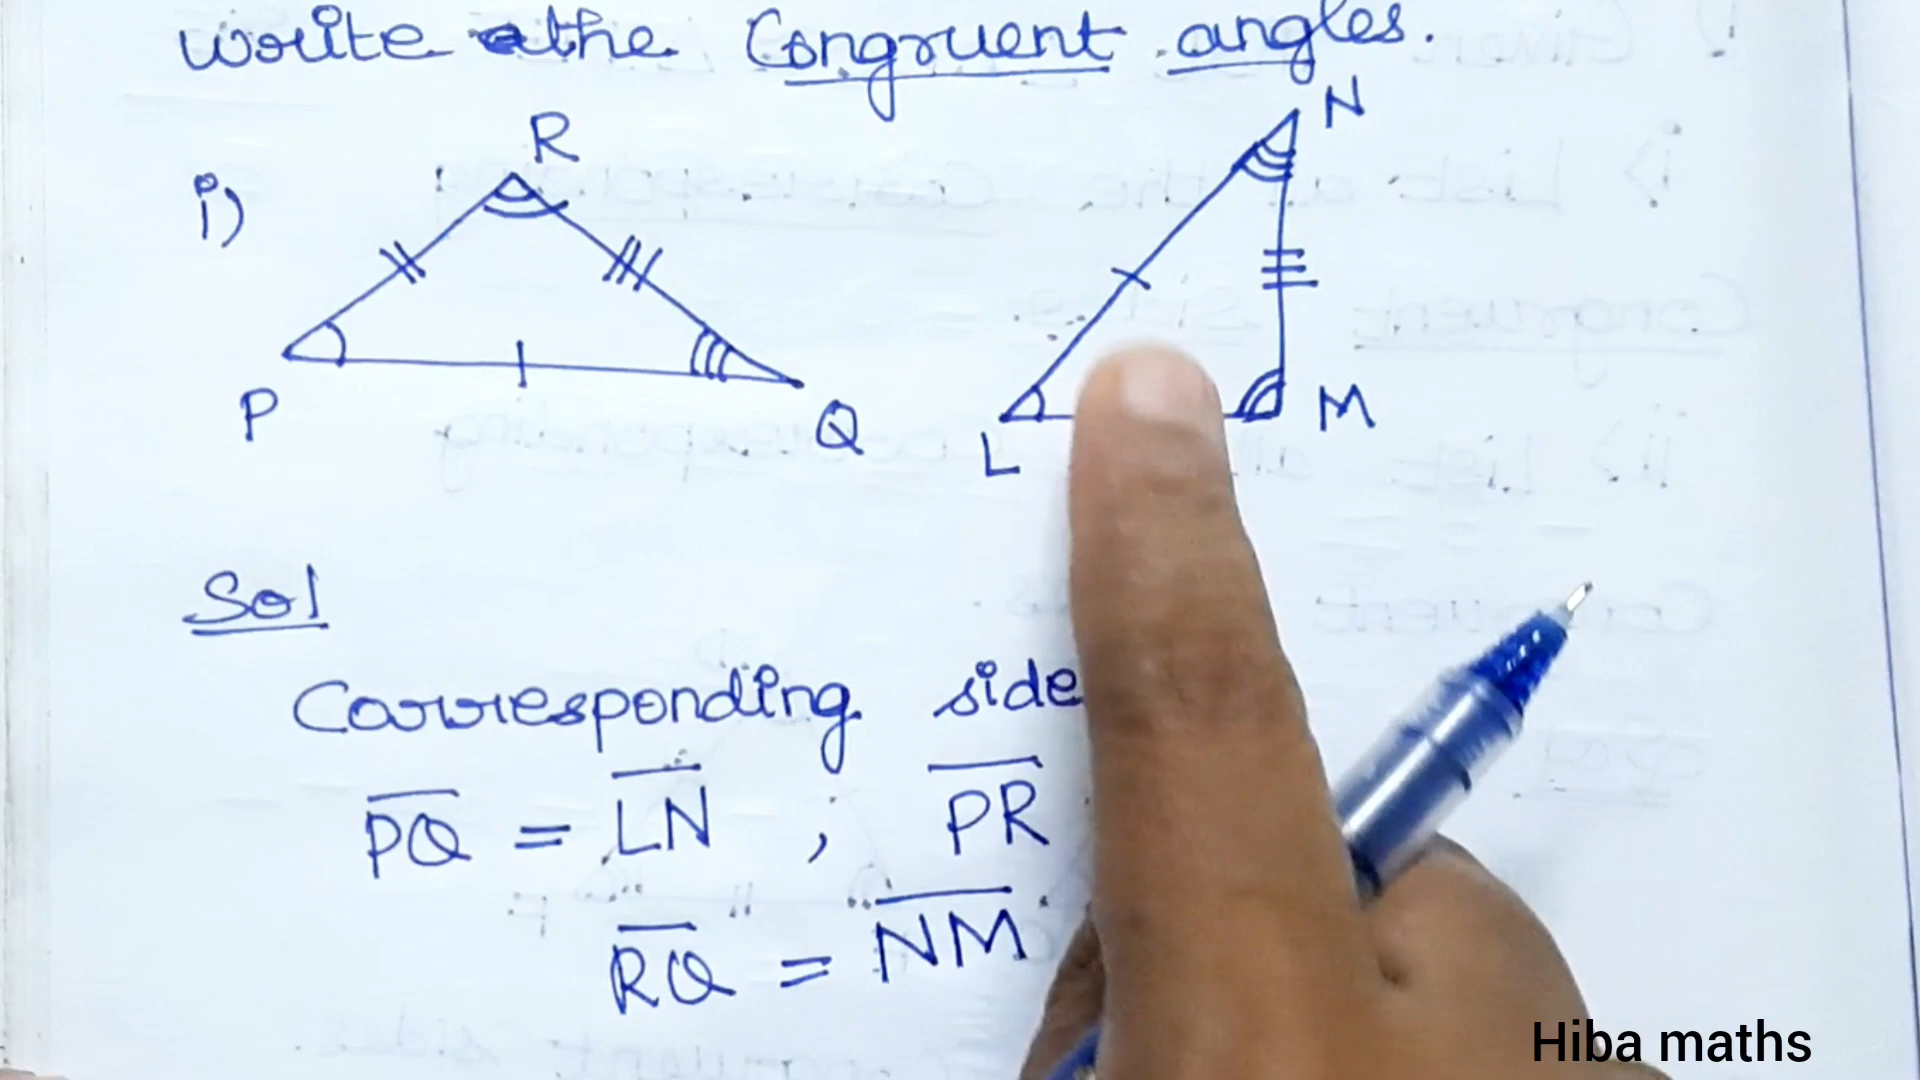 write the Congruent angles.
N
R
i)
P
Q
L
M
Sol
Corresponding side
PQ = LN ; PR
RQ = NM
Hiba maths